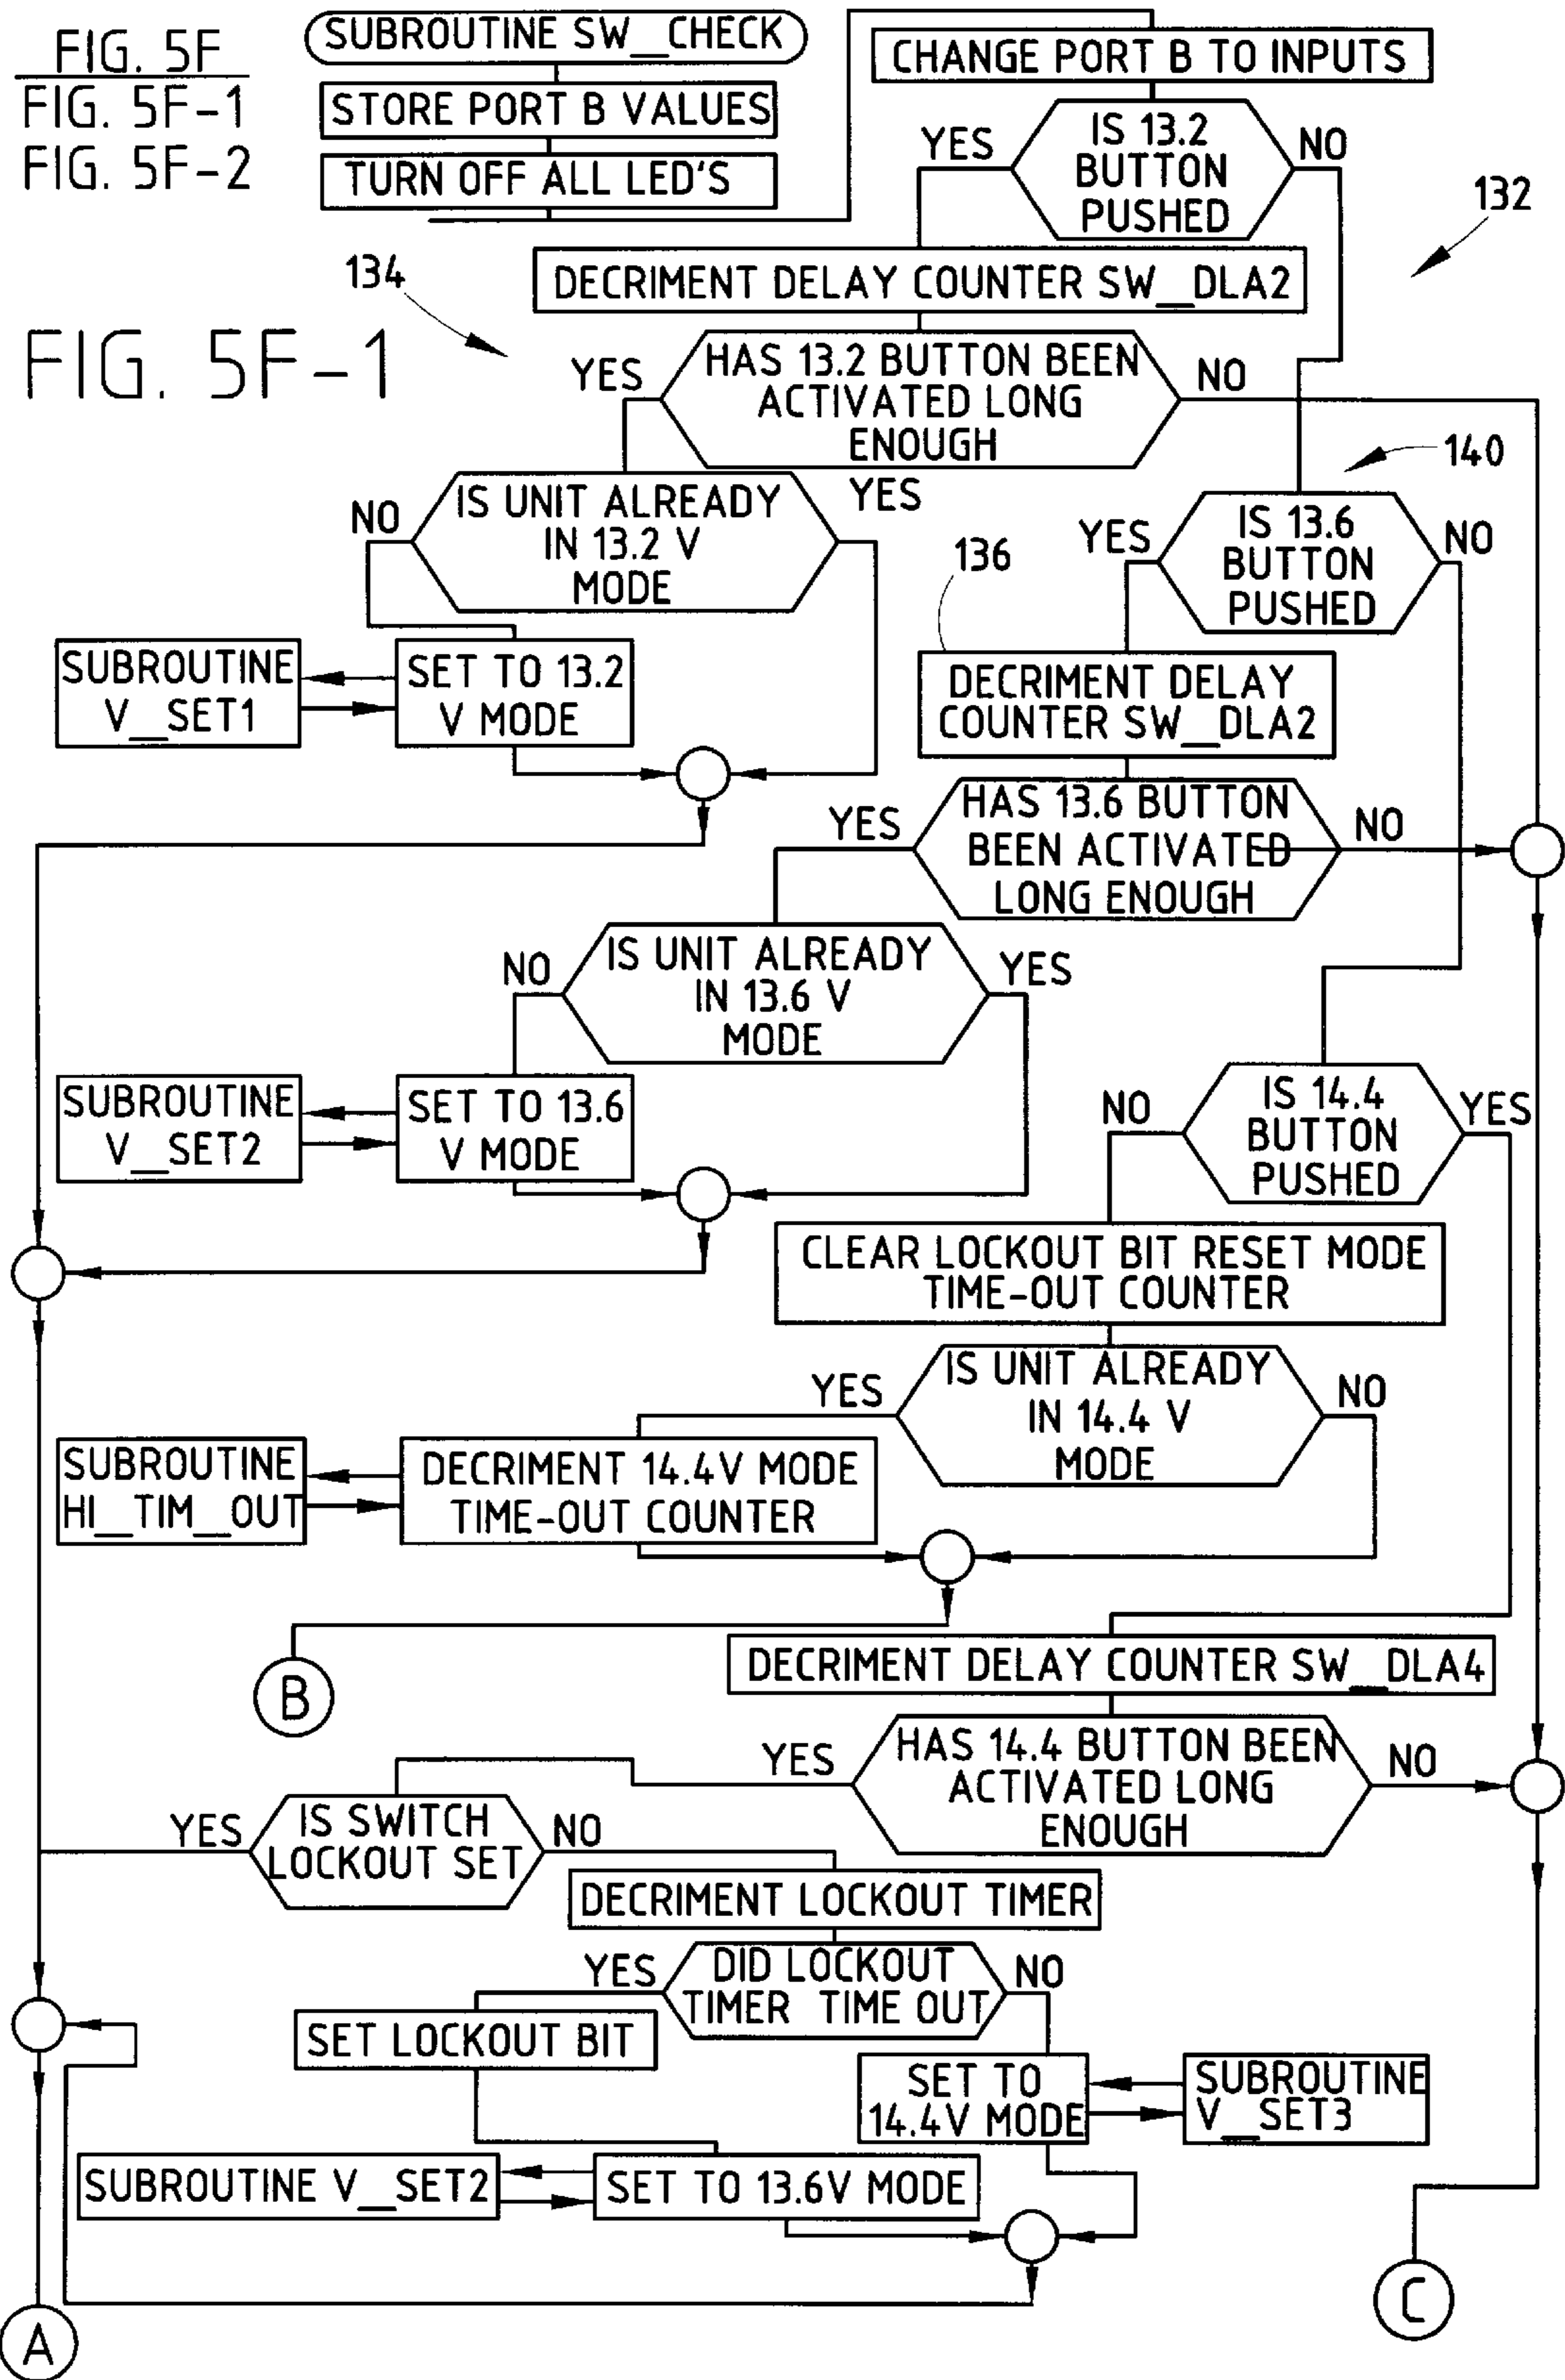 FIG. 5F
FIG. 5F-1
FIG. 5F-2
SUBROUTINE SW__CHECK
STORE PORT B VALUES
TURN OFF ALL LED'S
CHANGE PORT B TO INPUTS
YES
IS 13.2
BUTTON
PUSHED
NO
132
134
DECRIMENT DELAY COUNTER SW__DLA2
FIG. 5F-1
YES
HAS 13.2 BUTTON BEEN
ACTIVATED LONG
ENOUGH
NO
140
NO
IS UNIT ALREADY
IN 13.2 V
MODE
YES
YES
IS 13.6
BUTTON
PUSHED
NO
136
SUBROUTINE
V__SET1
SET TO 13.2
V MODE
DECRIMENT DELAY
COUNTER SW__DLA2
YES
HAS 13.6 BUTTON
BEEN ACTIVATED
LONG ENOUGH
NO
NO
IS UNIT ALREADY
IN 13.6 V
MODE
YES
SUBROUTINE
V__SET2
SET TO 13.6
V MODE
NO
IS 14.4
BUTTON
PUSHED
YES
CLEAR LOCKOUT BIT RESET MODE
TIME-OUT COUNTER
YES
IS UNIT ALREADY
IN 14.4 V
MODE
NO
SUBROUTINE
HI__TIM__OUT
DECRIMENT 14.4V MODE
TIME-OUT COUNTER
B
DECRIMENT DELAY COUNTER SW__DLA4
YES
HAS 14.4 BUTTON BEEN
ACTIVATED LONG
ENOUGH
NO
YES
IS SWITCH
LOCKOUT SET
NO
DECRIMENT LOCKOUT TIMER
YES
DID LOCKOUT
TIMER TIME OUT
NO
SET LOCKOUT BIT
SET TO
14.4V MODE
SUBROUTINE
V__SET3
SUBROUTINE V__SET2
SET TO 13.6V MODE
A
C